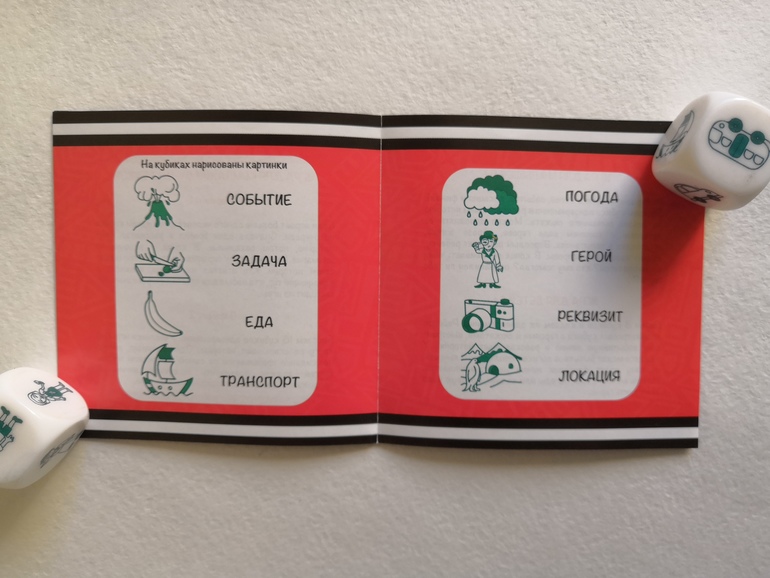 На кубиках нарисованы картинки
СОБЫТИЕ
ЗАДАЧА
ЕДА
ТРАНСПОРТ
ПОГОДА
ГЕРОЙ
РЕКВИЗИТ
ЛОКАЦИЯ